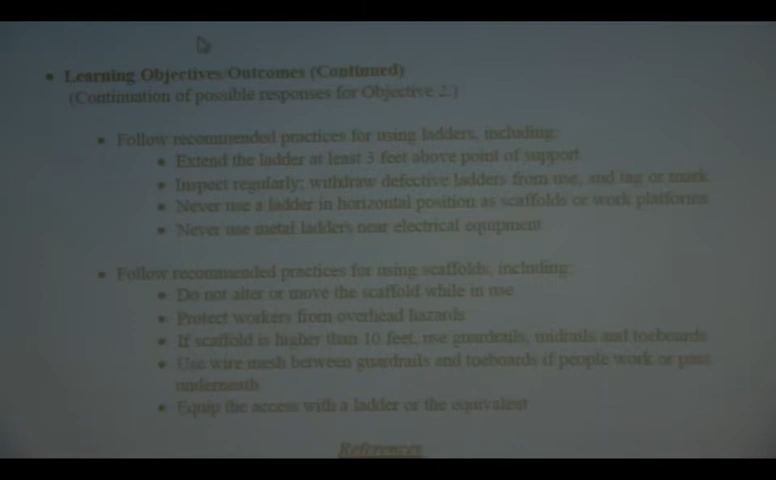 • Learning Objectives/Outcomes (Continued)
(Continuation of possible responses for Objective 2.)
• Follow recommended practices for using ladders, including:
• Extend the ladder at least 3 feet above point of support
• Inspect regularly; withdraw defective ladders from use, and tag or mark
• Never use a ladder in horizontal position as scaffolds or work platforms
• Never use metal ladders near electrical equipment
• Follow recommended practices for using scaffolds, including:
• Do not alter or move the scaffold while in use
• Protect workers from overhead hazards
• If scaffold is higher than 10 feet, use guardrails, midrails and toeboards
• Use wire mesh between guardrails and toeboards if people work or pass
underneath
• Equip the access with a ladder or the equivalent
References